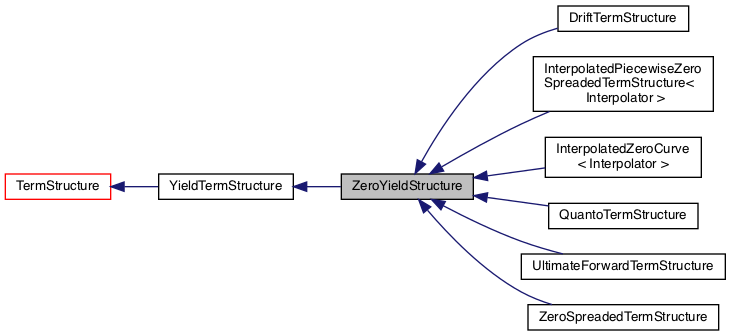 DriftTermStructure
InterpolatedPiecewiseZero
SpreadedTermStructure<
Interpolator >
InterpolatedZeroCurve
< Interpolator >
TermStructure
YieldTermStructure
ZeroYieldStructure
QuantoTermStructure
UltimateForwardTermStructure
ZeroSpreadedTermStructure